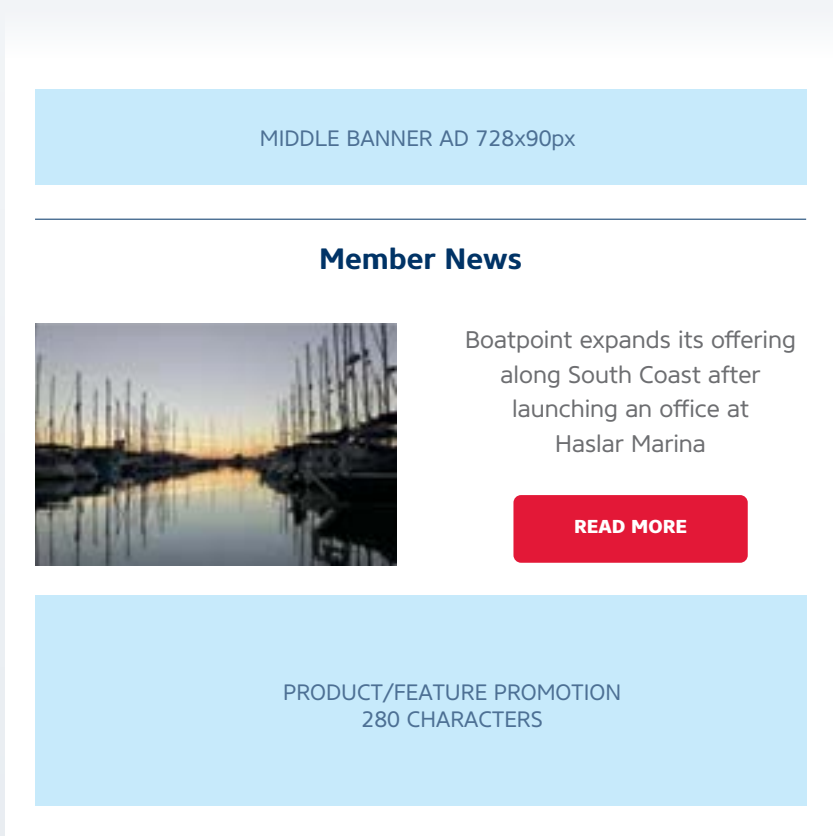 MIDDLE BANNER AD 728x90px
Member News
Boatpoint expands its offering
along South Coast after
launching an office at
Haslar Marina
READ MORE
PRODUCT/FEATURE PROMOTION
280 CHARACTERS